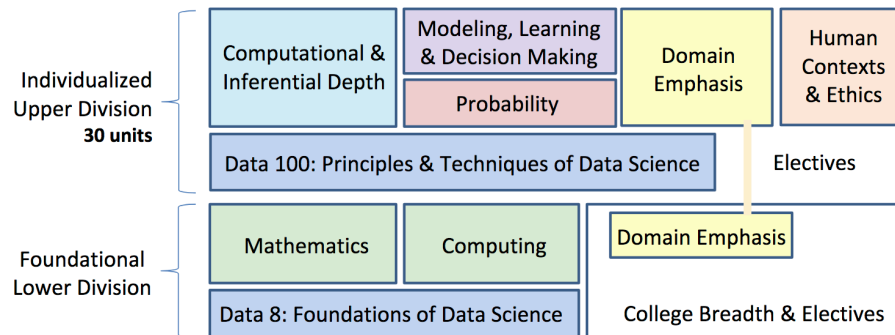 Individualized
Upper Division
30 units
Computational &
Inferential Depth
Modeling, Learning
& Decision Making
Probability
Domain
Emphasis
Human
Contexts
& Ethics
Data 100: Principles & Techniques of Data Science
Electives
Foundational
Lower Division
Mathematics
Computing
Domain Emphasis
Data 8: Foundations of Data Science
College Breadth & Electives